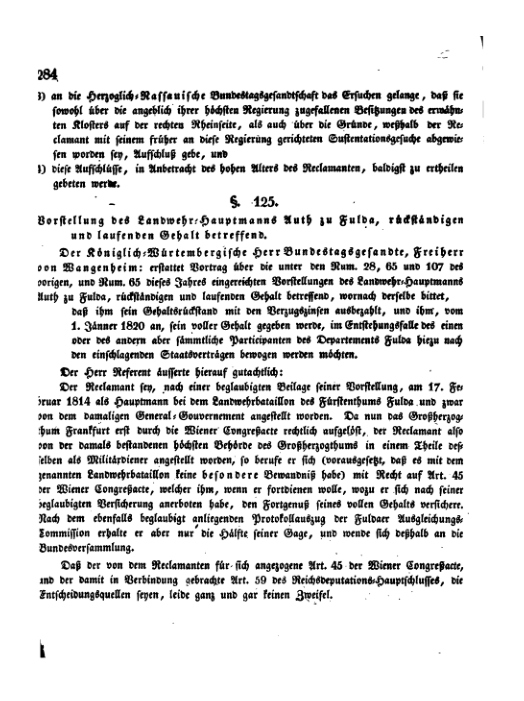 284
) an die Herzoglich-Nassauische Bundestagsgesandtschaft das Ersuchen gelange, daß sie
sowohl über die angeblich ihrer höchsten Regierung zugefallenen Besitzungen des erwähn-
ten Klosters auf der rechten Rheinseite, als auch über die Gründe, weßhalb der Re-
clamant mit seinem früher an diese Regierung gerichteten Sustentationsgesuche abgewie-
sen worden sey, Aufschluß gebe, und
) diese Aufschlüsse, in Anbetracht des hohen Alters des Reclamanten, baldigst zu ertheilen
gebeten werde.
§. 125.
Vorstellung des Landwehr-Hauptmanns Auth zu Fulda, rückständigen
und laufenden Gehalt betreffend.
Der Königlich-Würtembergische Herr Bundestagsgesandte, Freiherr
von Wangenheim: erstattet Vortrag über die unter den Num. 28, 65 und 107 des
vorigen, und Num. 65 dieses Jahres eingereichten Vorstellungen des Landwehr-Hauptmanns
Auth zu Fulda, rückständigen und laufenden Gehalt betreffend, wornach derselbe bittet,
daß ihm sein Gehaltsrückstand mit den Verzugszinsen ausbezahlt, und ihm, vom
1. Jänner 1820 an, sein voller Gehalt gegeben werde, im Entstehungsfalle des einen
oder des andern aber sämmtliche Participanten des Departements Fulda hiezu nach
den einschlagenden Staatsverträgen bewogen werden möchten.
Der Herr Referent äusserte hierauf gutachtlich:
Der Reclamant sey, nach einer beglaubigten Beilage seiner Vorstellung, am 17. Fe-
bruar 1814 als Hauptmann bei dem Landwehrbataillon des Fürstenthums Fulda und zwar
von dem damaligen General-Gouvernement angestellt worden. Da nun das Großherzog-
thum Frankfurt erst durch die Wiener Congreßacte rechtlich aufgelöst, der Reclamant also
von der damals bestandenen höchsten Behörde des Großherzogthums in einem Theile des-
selben als Militärdiener angestellt worden, so berufe er sich (vorausgesetzt, daß es mit dem
genannten Landwehrbataillon keine besondere Bewandniß habe) mit Recht auf Art. 45
der Wiener Congreßacte, welcher ihm, wenn er fortdienen wolle, wozu er sich nach seiner
beglaubigten Versicherung anerboten habe, den Fortgenuß seines vollen Gehalts versichere.
Nach dem ebenfalls beglaubigt anliegenden Protokollauszug der Fuldaer Ausgleichungs-
Commission erhalte er aber nur die Hälfte seiner Gage, und wende sich deßhalb an die
Bundesversammlung.
Daß der von dem Reclamanten für sich angezogene Art. 45 der Wiener Congreßacte,
und der damit in Verbindung gebrachte Art. 59 des Reichsdeputations-Hauptschlusses, die
Entscheidungsquellen seyen, leide ganz und gar keinen Zweifel.